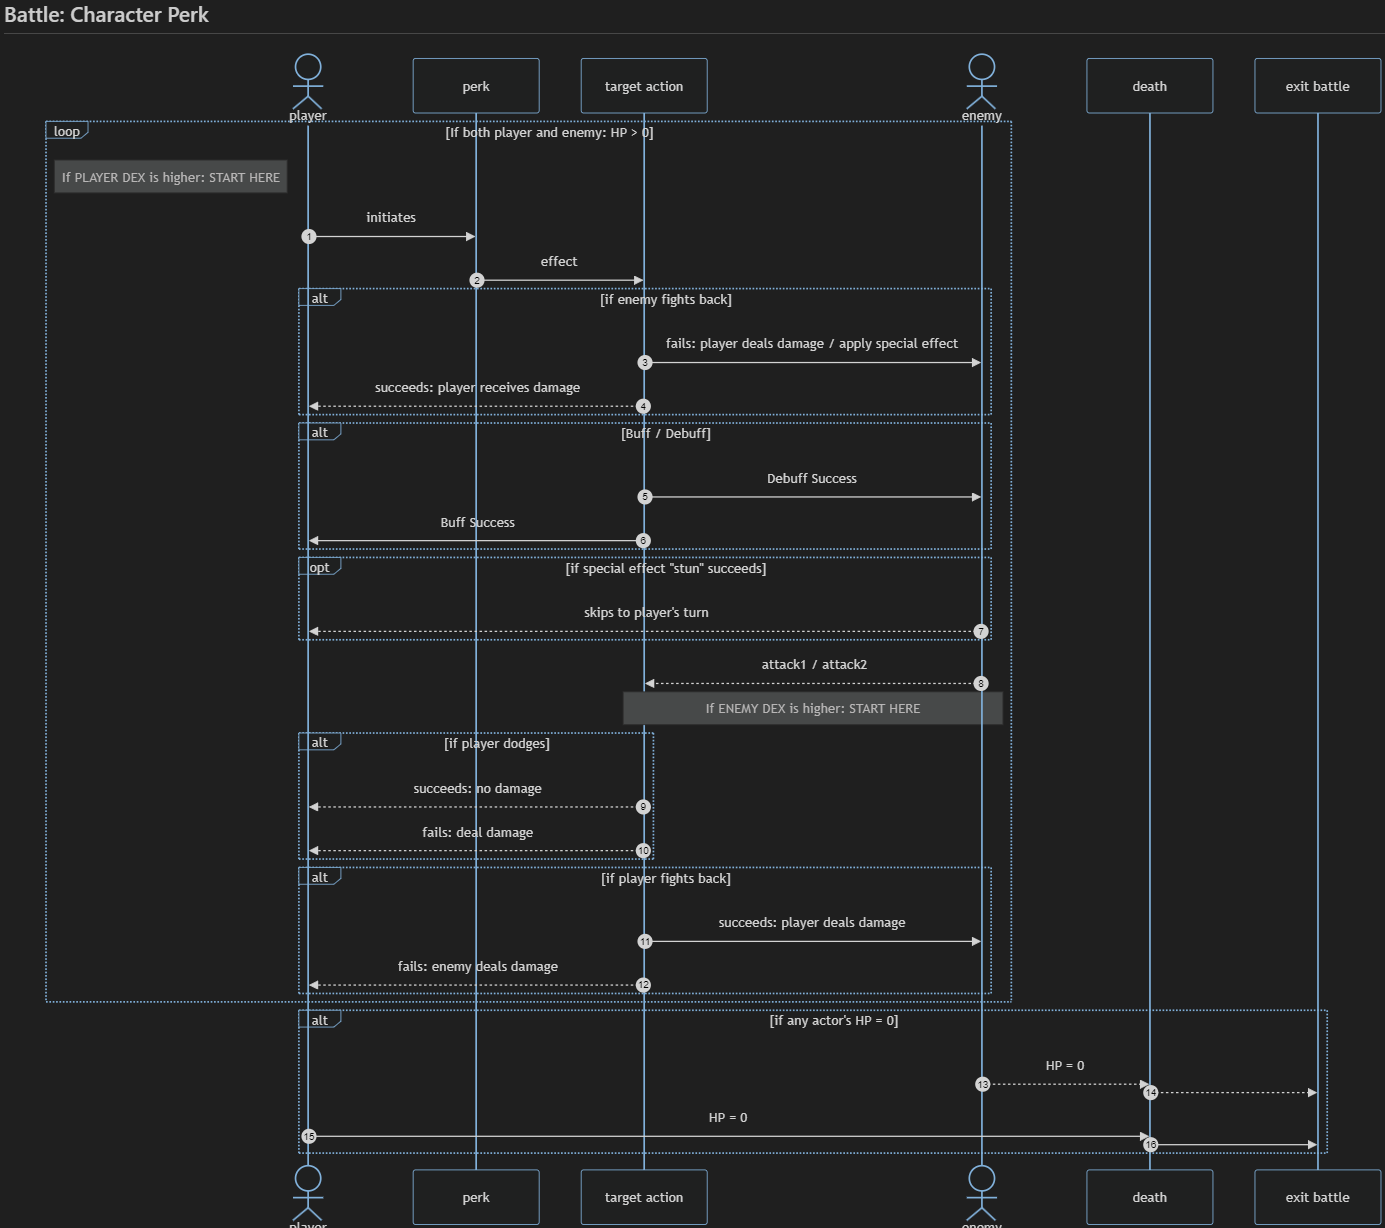 Battle: Character Perk
player
perk
target action
enemy
death
exit battle
loop
[If both player and enemy: HP > 0]
If PLAYER DEX is higher: START HERE
initiates
1
effect
2
alt
[if enemy fights back]
fails: player deals damage / apply special effect
3
succeeds: player receives damage
4
alt
[Buff / Debuff]
Debuff Success
5
Buff Success
6
opt
[if special effect "stun" succeeds]
skips to player's turn
7
attack1 / attack2
8
If ENEMY DEX is higher: START HERE
alt
[if player dodges]
succeeds: no damage
9
fails: deal damage
10
alt
[if player fights back]
succeeds: player deals damage
11
fails: enemy deals damage
12
alt
[if any actor's HP = 0]
HP = 0
13
14
HP = 0
15
16
player
perk
target action
enemy
death
exit battle